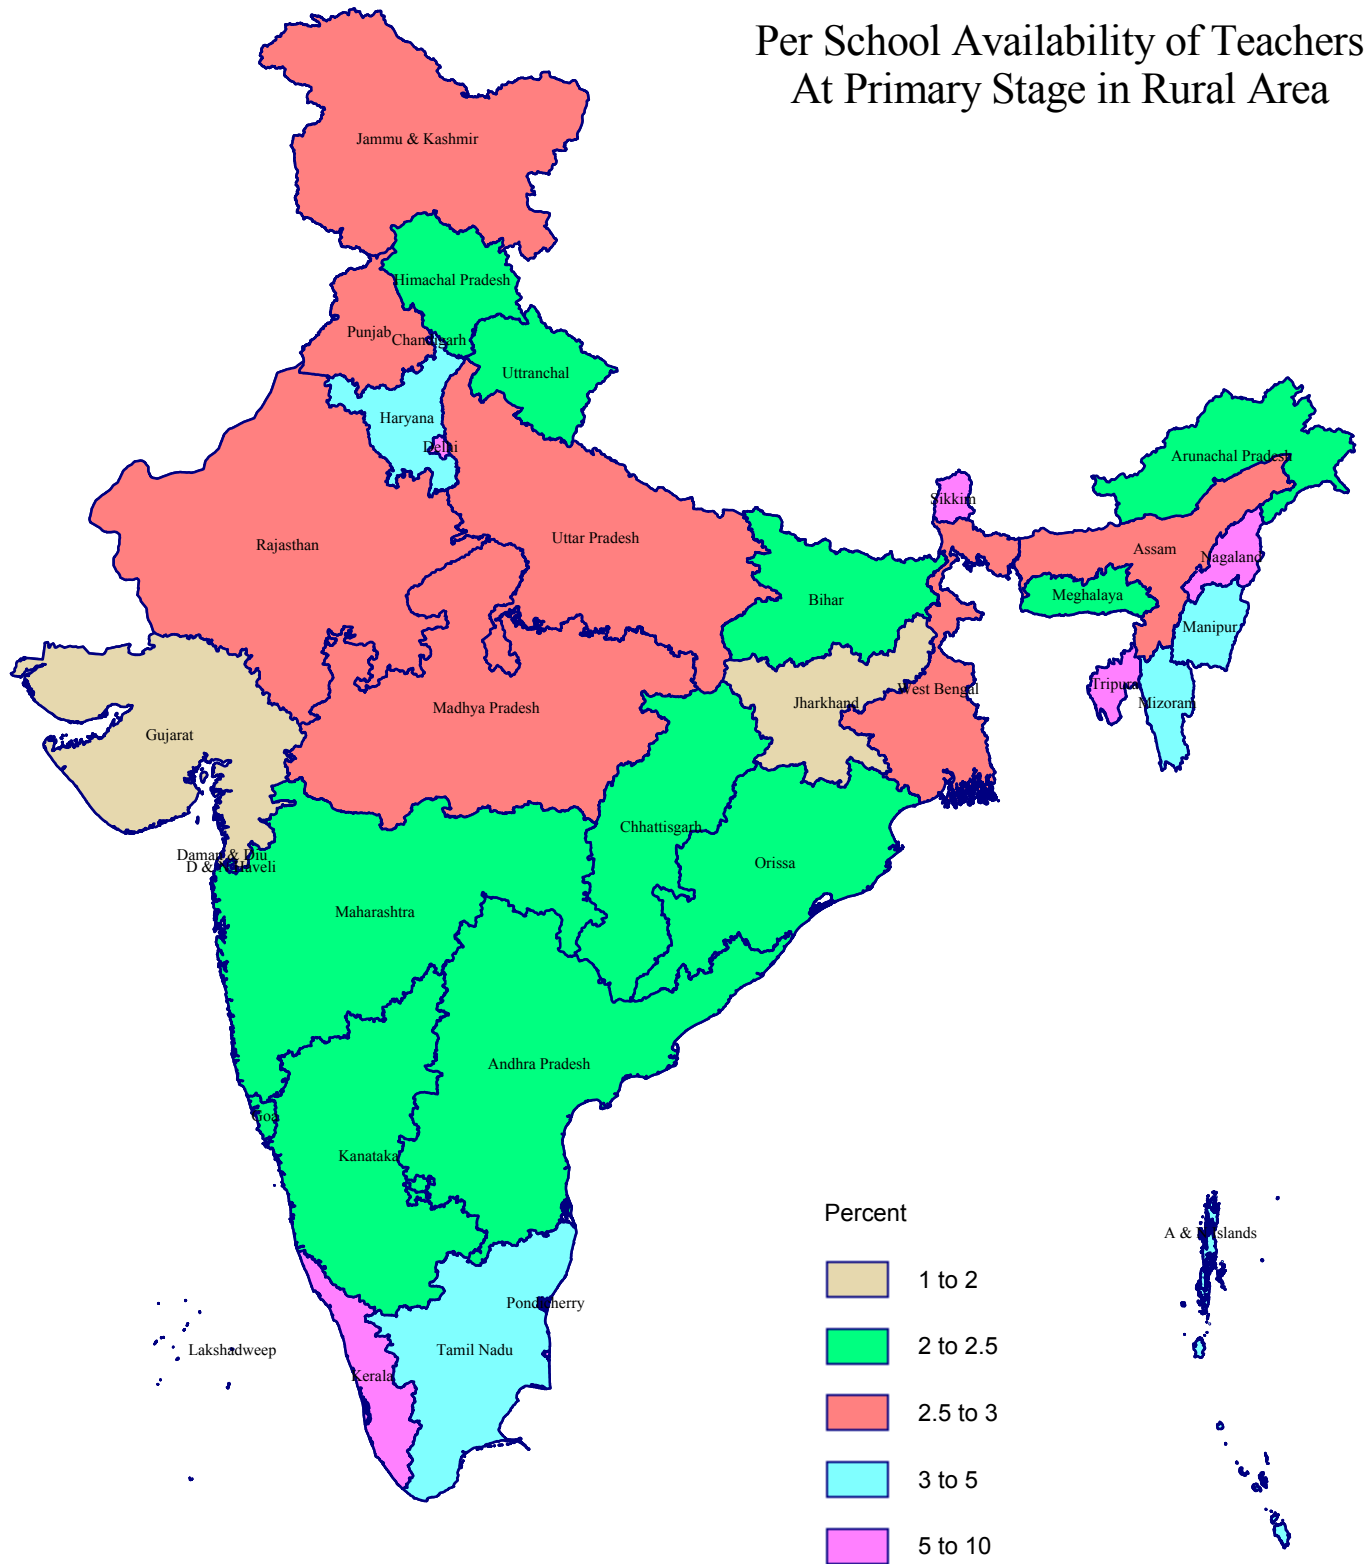 Per School Availability of Teachers
At Primary Stage in Rural Area
Jammu & Kashmir
Himachal Pradesh
Punjab
Chandigarh
Uttranchal
Haryana
Delhi
Arunachal Pradesh
Sikkim
Rajasthan
Uttar Pradesh
Assam
Nagaland
Bihar
Meghalaya
Manipur
Tripura
West Bengal
Jharkhand
Mizoram
Madhya Pradesh
Gujarat
Chhattisgarh
Daman & Diu
D & N Haveli
Orissa
Maharashtra
Andhra Pradesh
Goa
Kanataka
Percent
A & N Islands
1 to 2
Pondicherry
2 to 2.5
Lakshadweep
Tamil Nadu
Kerala
2.5 to 3
3 to 5
5 to 10